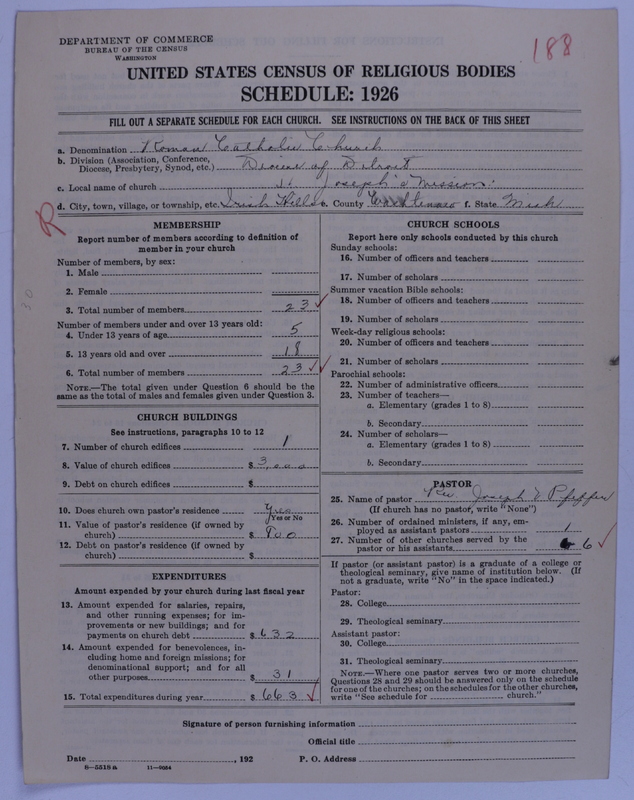 DEPARTMENT OF COMMERCE
BUREAU OF THE CENSUS
WASHINGTON
188
UNITED STATES CENSUS OF RELIGIOUS BODIES
SCHEDULE: 1926
FILL OUT A SEPARATE SCHEDULE FOR EACH CHURCH. SEE INSTRUCTIONS ON THE BACK OF THIS SHEET
a. Denomination Roman Catholic Church
b. Division (Association, Conference, Diocese, Presbytery, Synod, etc.) Diocese of Detroit
c. Local name of church St. Joseph's Mission
d. City, town, village, or township, etc. Irish Hills e. County f. State Mich
R
30
MEMBERSHIP
Report number of members according to definition of member in your church
Number of members, by sex:
1. Male
2. Female
3. Total number of members 23
Number of members under and over 13 years old:
4. Under 13 years of age 5
5. 13 years old and over 18
6. Total number of members 23
NOTE.—The total given under Question 6 should be the same as the total of males and females given under Question 3.
CHURCH BUILDINGS
See instructions, paragraphs 10 to 12
7. Number of church edifices 1
8. Value of church edifices $ 3,000
9. Debt on church edifices $
10. Does church own pastor's residence Yes
Yes or No
11. Value of pastor's residence (if owned by church) $ 800
12. Debt on pastor's residence (if owned by church) $
EXPENDITURES
Amount expended by your church during last fiscal year
13. Amount expended for salaries, repairs, and other running expenses; for improvements or new buildings; and for payments on church debt $ 632
14. Amount expended for benevolences, including home and foreign missions; for denominational support; and for all other purposes $ 31
15. Total expenditures during year $ 663
CHURCH SCHOOLS
Report here only schools conducted by this church
Sunday schools:
16. Number of officers and teachers
17. Number of scholars
Summer vacation Bible schools:
18. Number of officers and teachers
19. Number of scholars
Week-day religious schools:
20. Number of officers and teachers
21. Number of scholars
Parochial schools:
22. Number of administrative officers
23. Number of teachers—
a. Elementary (grades 1 to 8)
b. Secondary
24. Number of scholars—
a. Elementary (grades 1 to 8)
b. Secondary
PASTOR
25. Name of pastor Rev. Joseph V. Pfeffer
(If church has no pastor, write "None")
26. Number of ordained ministers, if any, employed as assistant pastors 1
27. Number of other churches served by the pastor or his assistants 6
If pastor (or assistant pastor) is a graduate of a college or theological seminary, give name of institution below. (If not a graduate, write "No" in the space indicated.)
Pastor:
28. College
29. Theological seminary
Assistant pastor:
30. College
31. Theological seminary
NOTE.—Where one pastor serves two or more churches, Questions 28 and 29 should be answered only on the schedule for one of the churches; on the schedules for the other churches, write "See schedule for church."
Signature of person furnishing information
Official title
Date , 192 P. O. Address
8—5518 a 11—9034